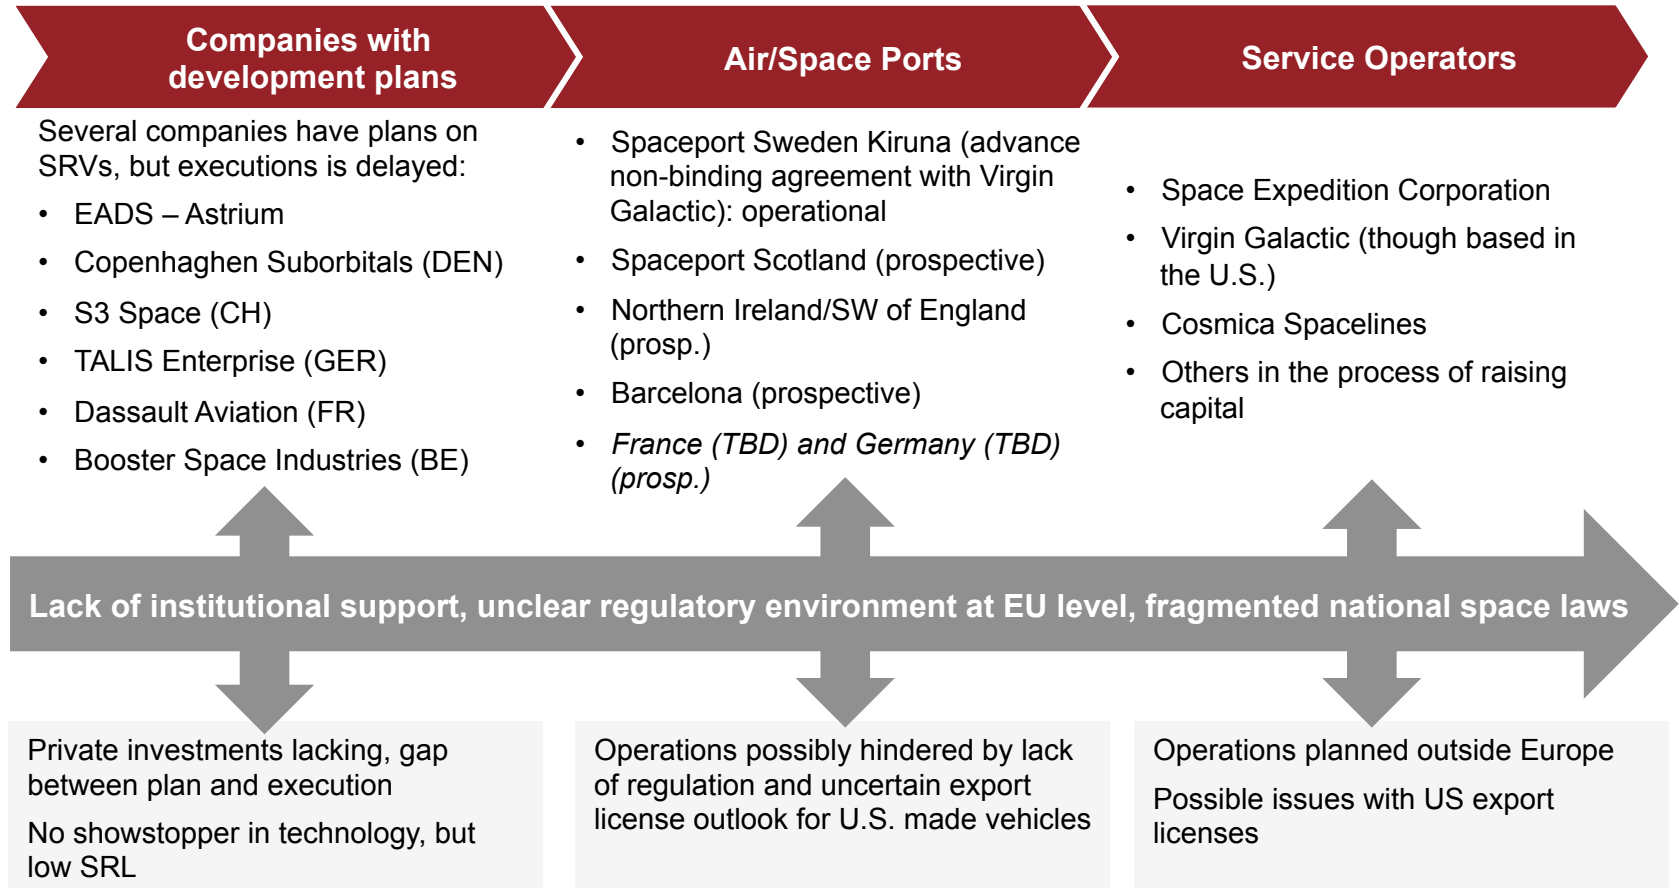 Companies with
development plans
Air/Space Ports
Service Operators
Several companies have plans on
SRVs, but executions is delayed:
• EADS – Astrium
• Copenhaghen Suborbitals (DEN)
• S3 Space (CH)
• TALIS Enterprise (GER)
• Dassault Aviation (FR)
• Booster Space Industries (BE)
• Spaceport Sweden Kiruna (advance
non-binding agreement with Virgin
Galactic): operational
• Spaceport Scotland (prospective)
• Northern Ireland/SW of England
(prosp.)
• Barcelona (prospective)
• France (TBD) and Germany (TBD)
(prosp.)
• Space Expedition Corporation
• Virgin Galactic (though based in
the U.S.)
• Cosmica Spacelines
• Others in the process of raising
capital
Lack of institutional support, unclear regulatory environment at EU level, fragmented national space laws
Private investments lacking, gap
between plan and execution
No showstopper in technology, but
low SRL
Operations possibly hindered by lack
of regulation and uncertain export
license outlook for U.S. made vehicles
Operations planned outside Europe
Possible issues with US export
licenses